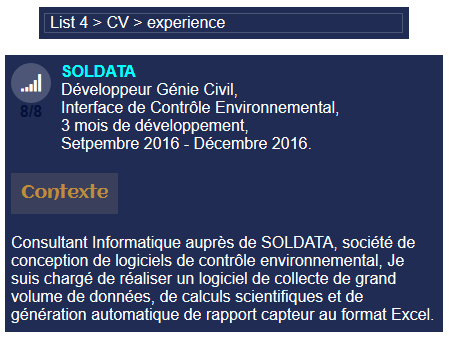 List 4 > CV > experience
SOLDATA
8/8
Développeur Génie Civil,
Interface de Contrôle Environnemental,
3 mois de développement,
Setpembre 2016 - Décembre 2016.
Contexte
Consultant Informatique auprès de SOLDATA, société de
conception de logiciels de contrôle environnemental, Je
suis chargé de réaliser un logiciel de collecte de grand
volume de données, de calculs scientifiques et de
génération automatique de rapport capteur au format Excel.